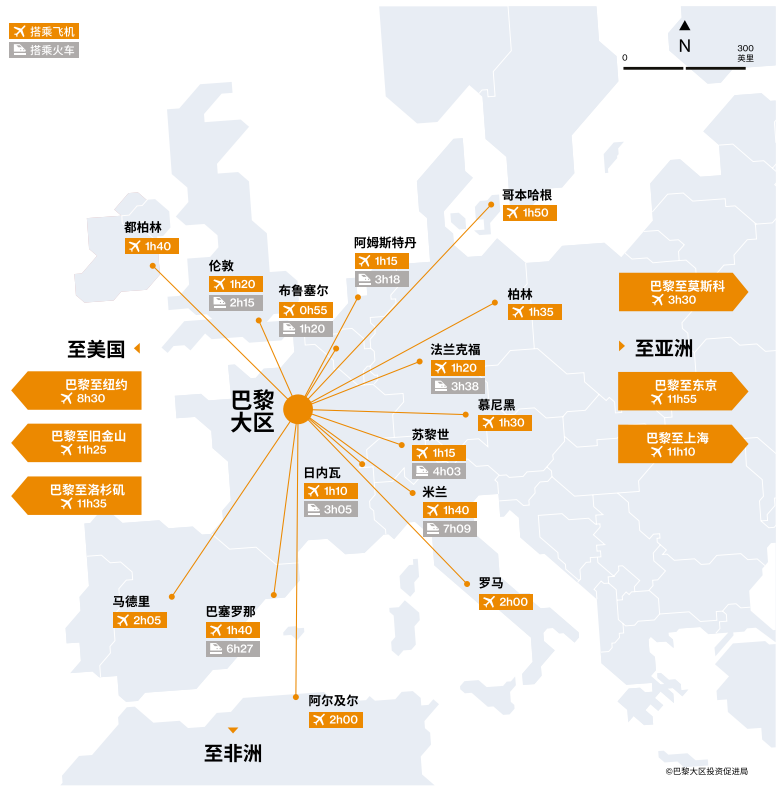 搭乘飞机
搭乘火车
N
0
300
英里
哥本哈根
1h50
都柏林
1h40
阿姆斯特丹
1h15
3h18
伦敦
1h20
2h15
布鲁塞尔
0h55
1h20
柏林
1h35
巴黎至莫斯科
3h30
至美国
至亚洲
法兰克福
1h20
3h38
巴黎至纽约
8h30
巴黎至东京
11h55
巴黎
大区
慕尼黑
1h30
巴黎至旧金山
11h25
苏黎世
1h15
4h03
巴黎至上海
11h10
日内瓦
1h10
3h05
巴黎至洛杉矶
11h35
米兰
1h40
7h09
马德里
2h05
巴塞罗那
1h40
6h27
罗马
2h00
阿尔及尔
2h00
至非洲
©巴黎大区投资促进局